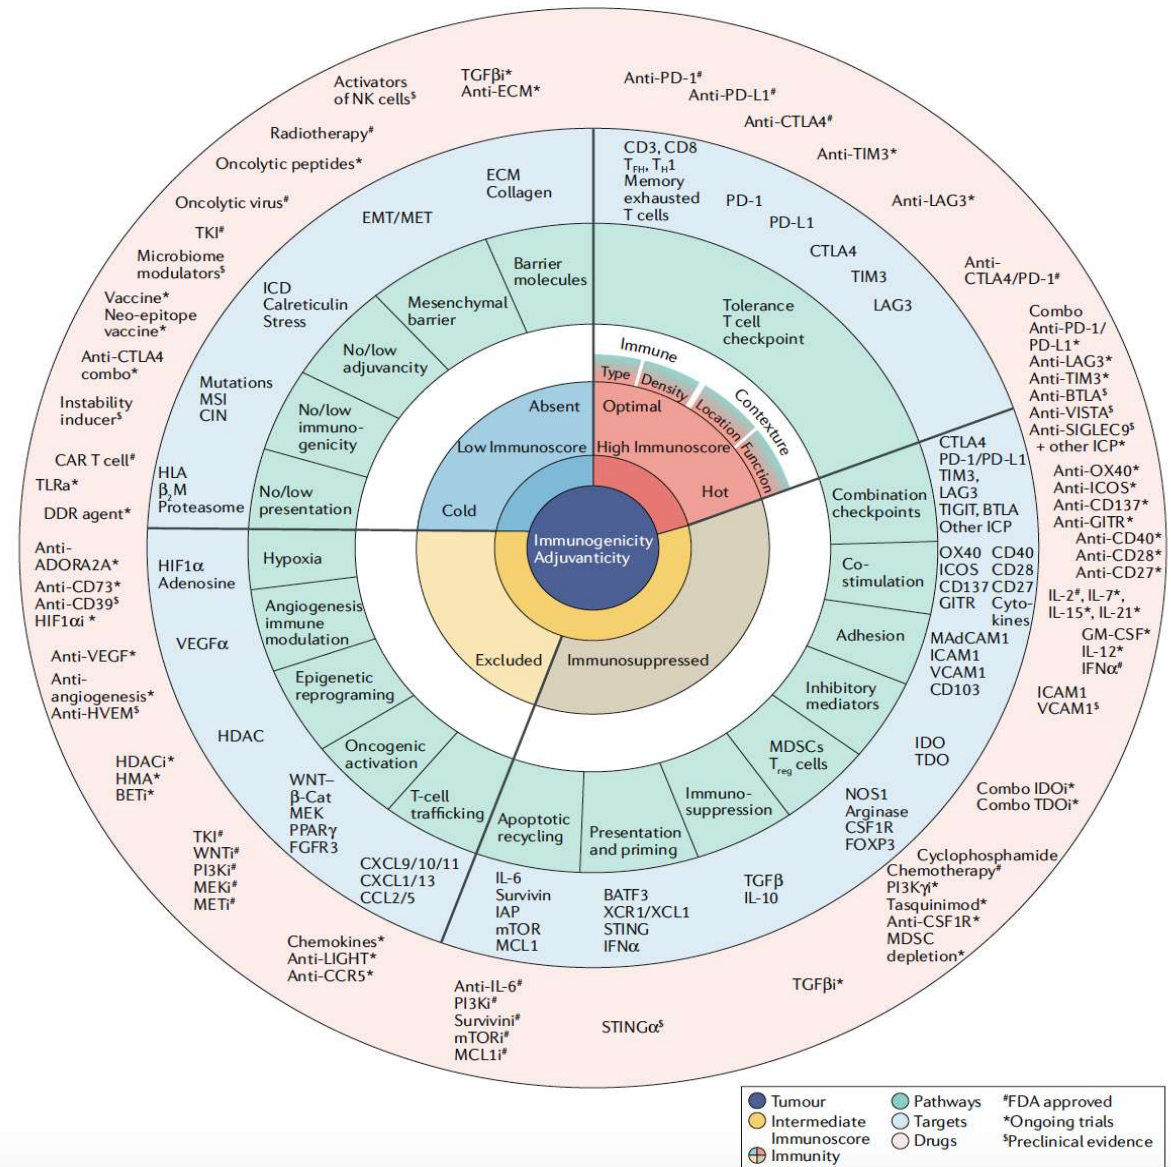 Activators
of NK cells$
TGFβi*
Anti-ECM*
Anti-PD-1#
Anti-PD-L1#
Anti-CTLA4#
Anti-TIM3*
Anti-LAG3*
Anti-
CTLA4/PD-1#
Combo
Anti-PD-1/
PD-L1*
Anti-LAG3*
Anti-TIM3*
Anti-BTLA$
Anti-VISTA$
Anti-SIGLEC9$
+ other ICP*
Anti-OX40*
Anti-ICOS*
Anti-CD137*
Anti-GITR*
Anti-CD40*
Anti-CD28*
Anti-CD27*
IL-2#, IL-7*,
IL-15*, IL-21*
GM-CSF*
IL-12*
IFNα#
ICAM1
VCAM1$
Combo IDOi*
Combo TDOi*
Cyclophosphamide
Chemotherapy#
PI3Kγi*
Tasquinimod*
Anti-CSF1R*
MDSC
depletion*
TGFβi*
STINGα$
Anti-IL-6#
PI3Ki#
Survivini#
mTORi#
MCL1i#
Chemokines*
Anti-LIGHT*
Anti-CCR5*
TKI#
WNTi#
PI3Ki#
MEKi#
METi#
HDACi*
HMA*
BETi*
Anti-VEGF*
Anti-
angiogenesis*
Anti-HVEM$
Anti-
ADORA2A*
Anti-CD73*
Anti-CD39$
HIF1αi *
DDR agent*
TLRa*
CAR T cell#
Instability
inducer$
Anti-CTLA4
combo*
Vaccine*
Neo-epitope
vaccine*
Microbiome
modulators$
TKI#
Oncolytic virus#
Oncolytic peptides*
Radiotherapy#
ECM
Collagen
EMT/MET
ICD
Calreticulin
Stress
Mutations
MSI
CIN
HLA
β2M
Proteasome
CD3, CD8
TFH, TH1
Memory
exhausted
T cells
PD-1
PD-L1
CTLA4
TIM3
LAG3
CTLA4
PD-1/PD-L1
TIM3,
LAG3
TIGIT, BTLA
Other ICP
OX40 CD40
ICOS CD28
CD137 CD27
GITR Cyto-
kines
MAdCAM1
ICAM1
VCAM1
CD103
IDO
TDO
NOS1
Arginase
CSF1R
FOXP3
TGFβ
IL-10
BATF3
XCR1/XCL1
STING
IFNα
IL-6
Survivin
IAP
mTOR
MCL1
CXCL9/10/11
CXCL1/13
CCL2/5
WNT–
β-Cat
MEK
PPARγ
FGFR3
HDAC
VEGFα
HIF1α
Adenosine
Barrier
molecules
Mesenchymal
barrier
No/low
adjuvancity
No/low
immuno-
genicity
No/low
presentation
Tolerance
T cell
checkpoint
Combination
checkpoints
Co-
stimulation
Adhesion
Inhibitory
mediators
MDSCs
Treg cells
Immuno-
suppression
Presentation
and priming
Apoptotic
recycling
T-cell
trafficking
Oncogenic
activation
Epigenetic
reprograming
Angiogenesis
immune
modulation
Hypoxia
Immune
Contexture
Type
Density
Location
Function
Absent
Low Immunoscore
Cold
Optimal
High Immunoscore
Hot
Immunogenicity
Adjuvanticity
Excluded
Immunosuppressed
Tumour
Intermediate
Immunoscore
Immunity
Pathways
Targets
Drugs
#FDA approved
*Ongoing trials
$Preclinical evidence